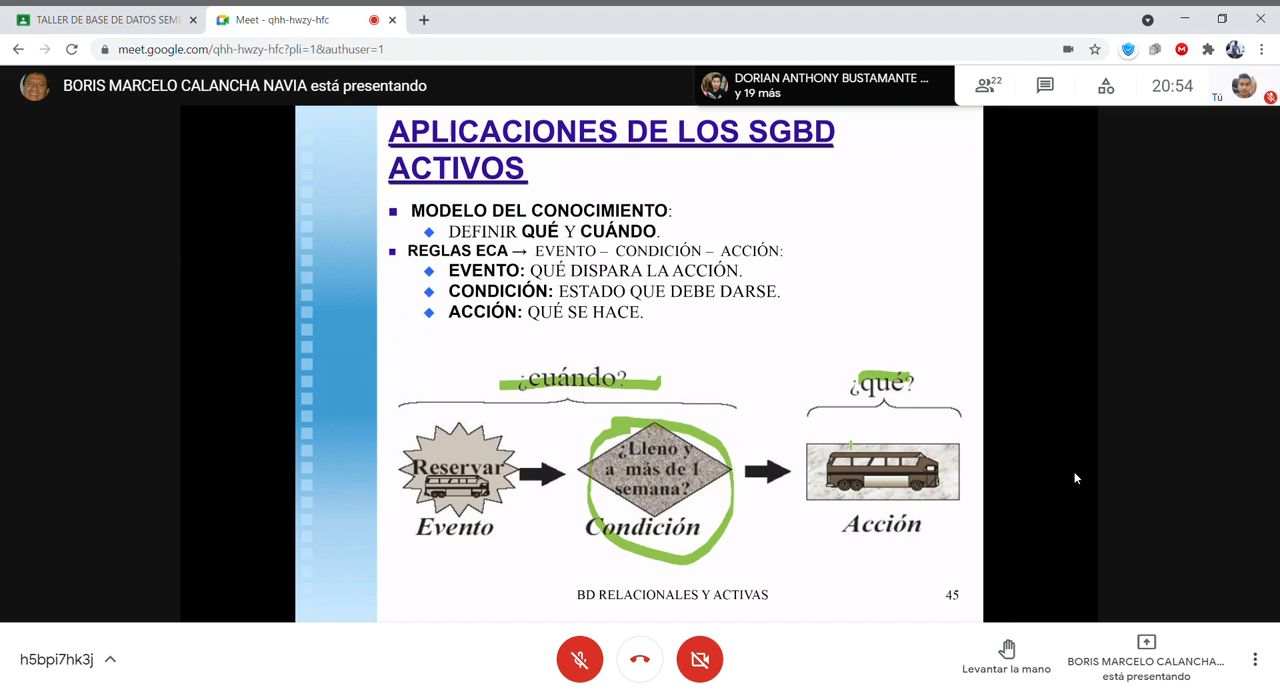 TALLER DE BASE DE DATOS SEM
Meet - qhh-hwzy-hfc
meet.google.com/qhh-hwzy-hfc?pli=1&authuser=1
BORIS MARCELO CALANCHA NAVIA está presentando
DORIAN ANTHONY BUSTAMANTE ...
y 19 más
22
20:54
Tú
APLICACIONES DE LOS SGBD
ACTIVOS
MODELO DEL CONOCIMIENTO:
DEFINIR QUÉ Y CUÁNDO.
REGLAS ECA → EVENTO – CONDICIÓN – ACCIÓN:
EVENTO: QUÉ DISPARA LA ACCIÓN.
CONDICIÓN: ESTADO QUE DEBE DARSE.
ACCIÓN: QUÉ SE HACE.
¿cuándo?
¿qué?
Reservar
¿Lleno y
a más de 1
semana?
Evento
Condición
Acción
BD RELACIONALES Y ACTIVAS
45
h5bpi7hk3j
Levantar la mano
BORIS MARCELO CALANCHA...
está presentando